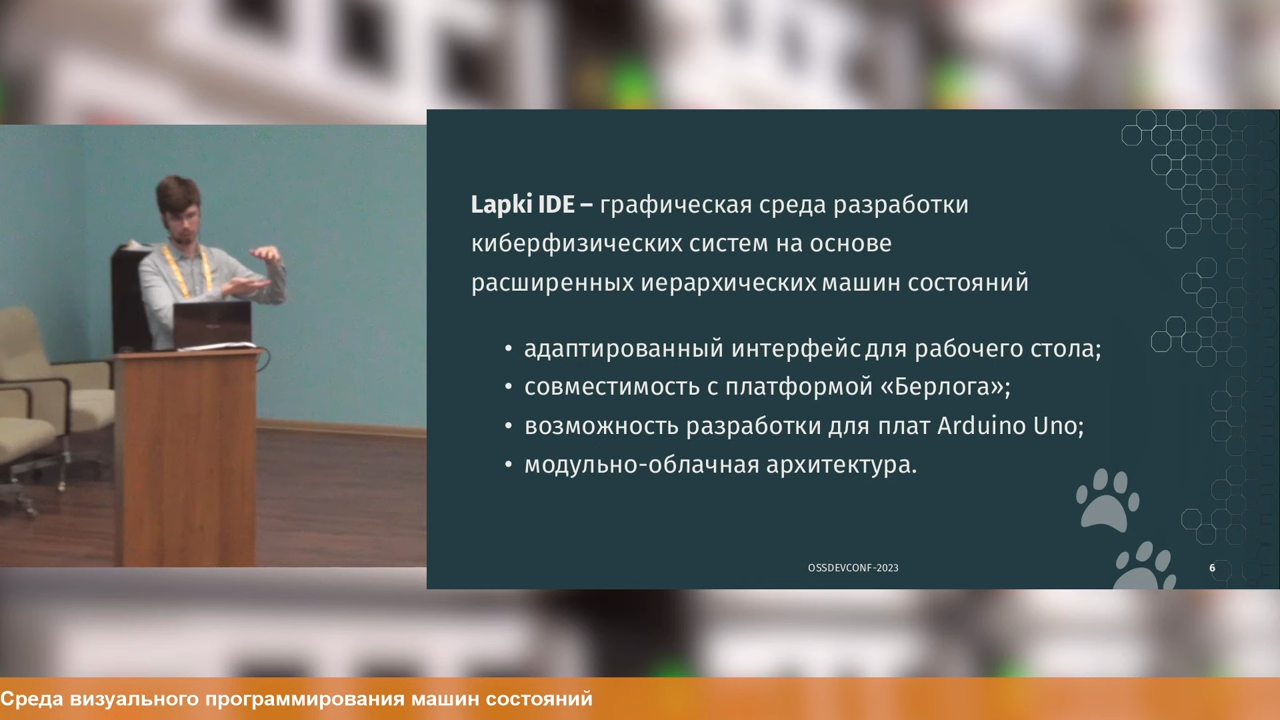 Lapki IDE – графическая среда разработки
киберфизических систем на основе
расширенных иерархических машин состояний
• адаптированный интерфейс для рабочего стола;
• совместимость с платформой «Берлога»;
• возможность разработки для плат Arduino Uno;
• модульно-облачная архитектура.
OSSDEVCONF-2023
6
Среда визуального программирования машин состояний